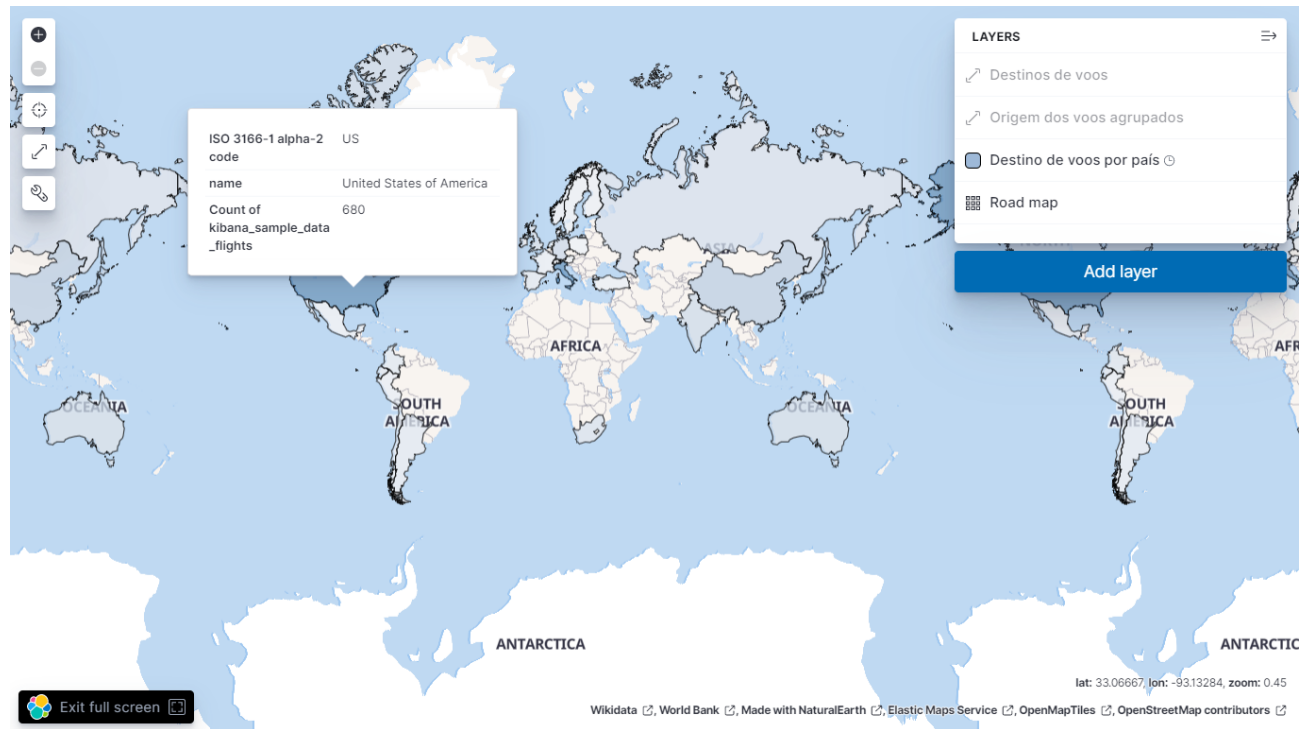 LAYERS
Destinos de voos
Origem dos voos agrupados
Destino de voos por país
Road map
Add layer
ISO 3166-1 alpha-2 US
code
name United States of America
Count of 680
kibana_sample_data
_flights
ASIA
AFRICA
AFR
OCEANIA
SOUTH
AMERICA
OCEANIA
SOUTH
AMERICA
ANTARCTICA
ANTARCTIC
lat: 33.06667, lon: -93.13284, zoom: 0.45
Exit full screen
Wikidata, World Bank, Made with NaturalEarth, Elastic Maps Service, OpenMapTiles, OpenStreetMap contributors